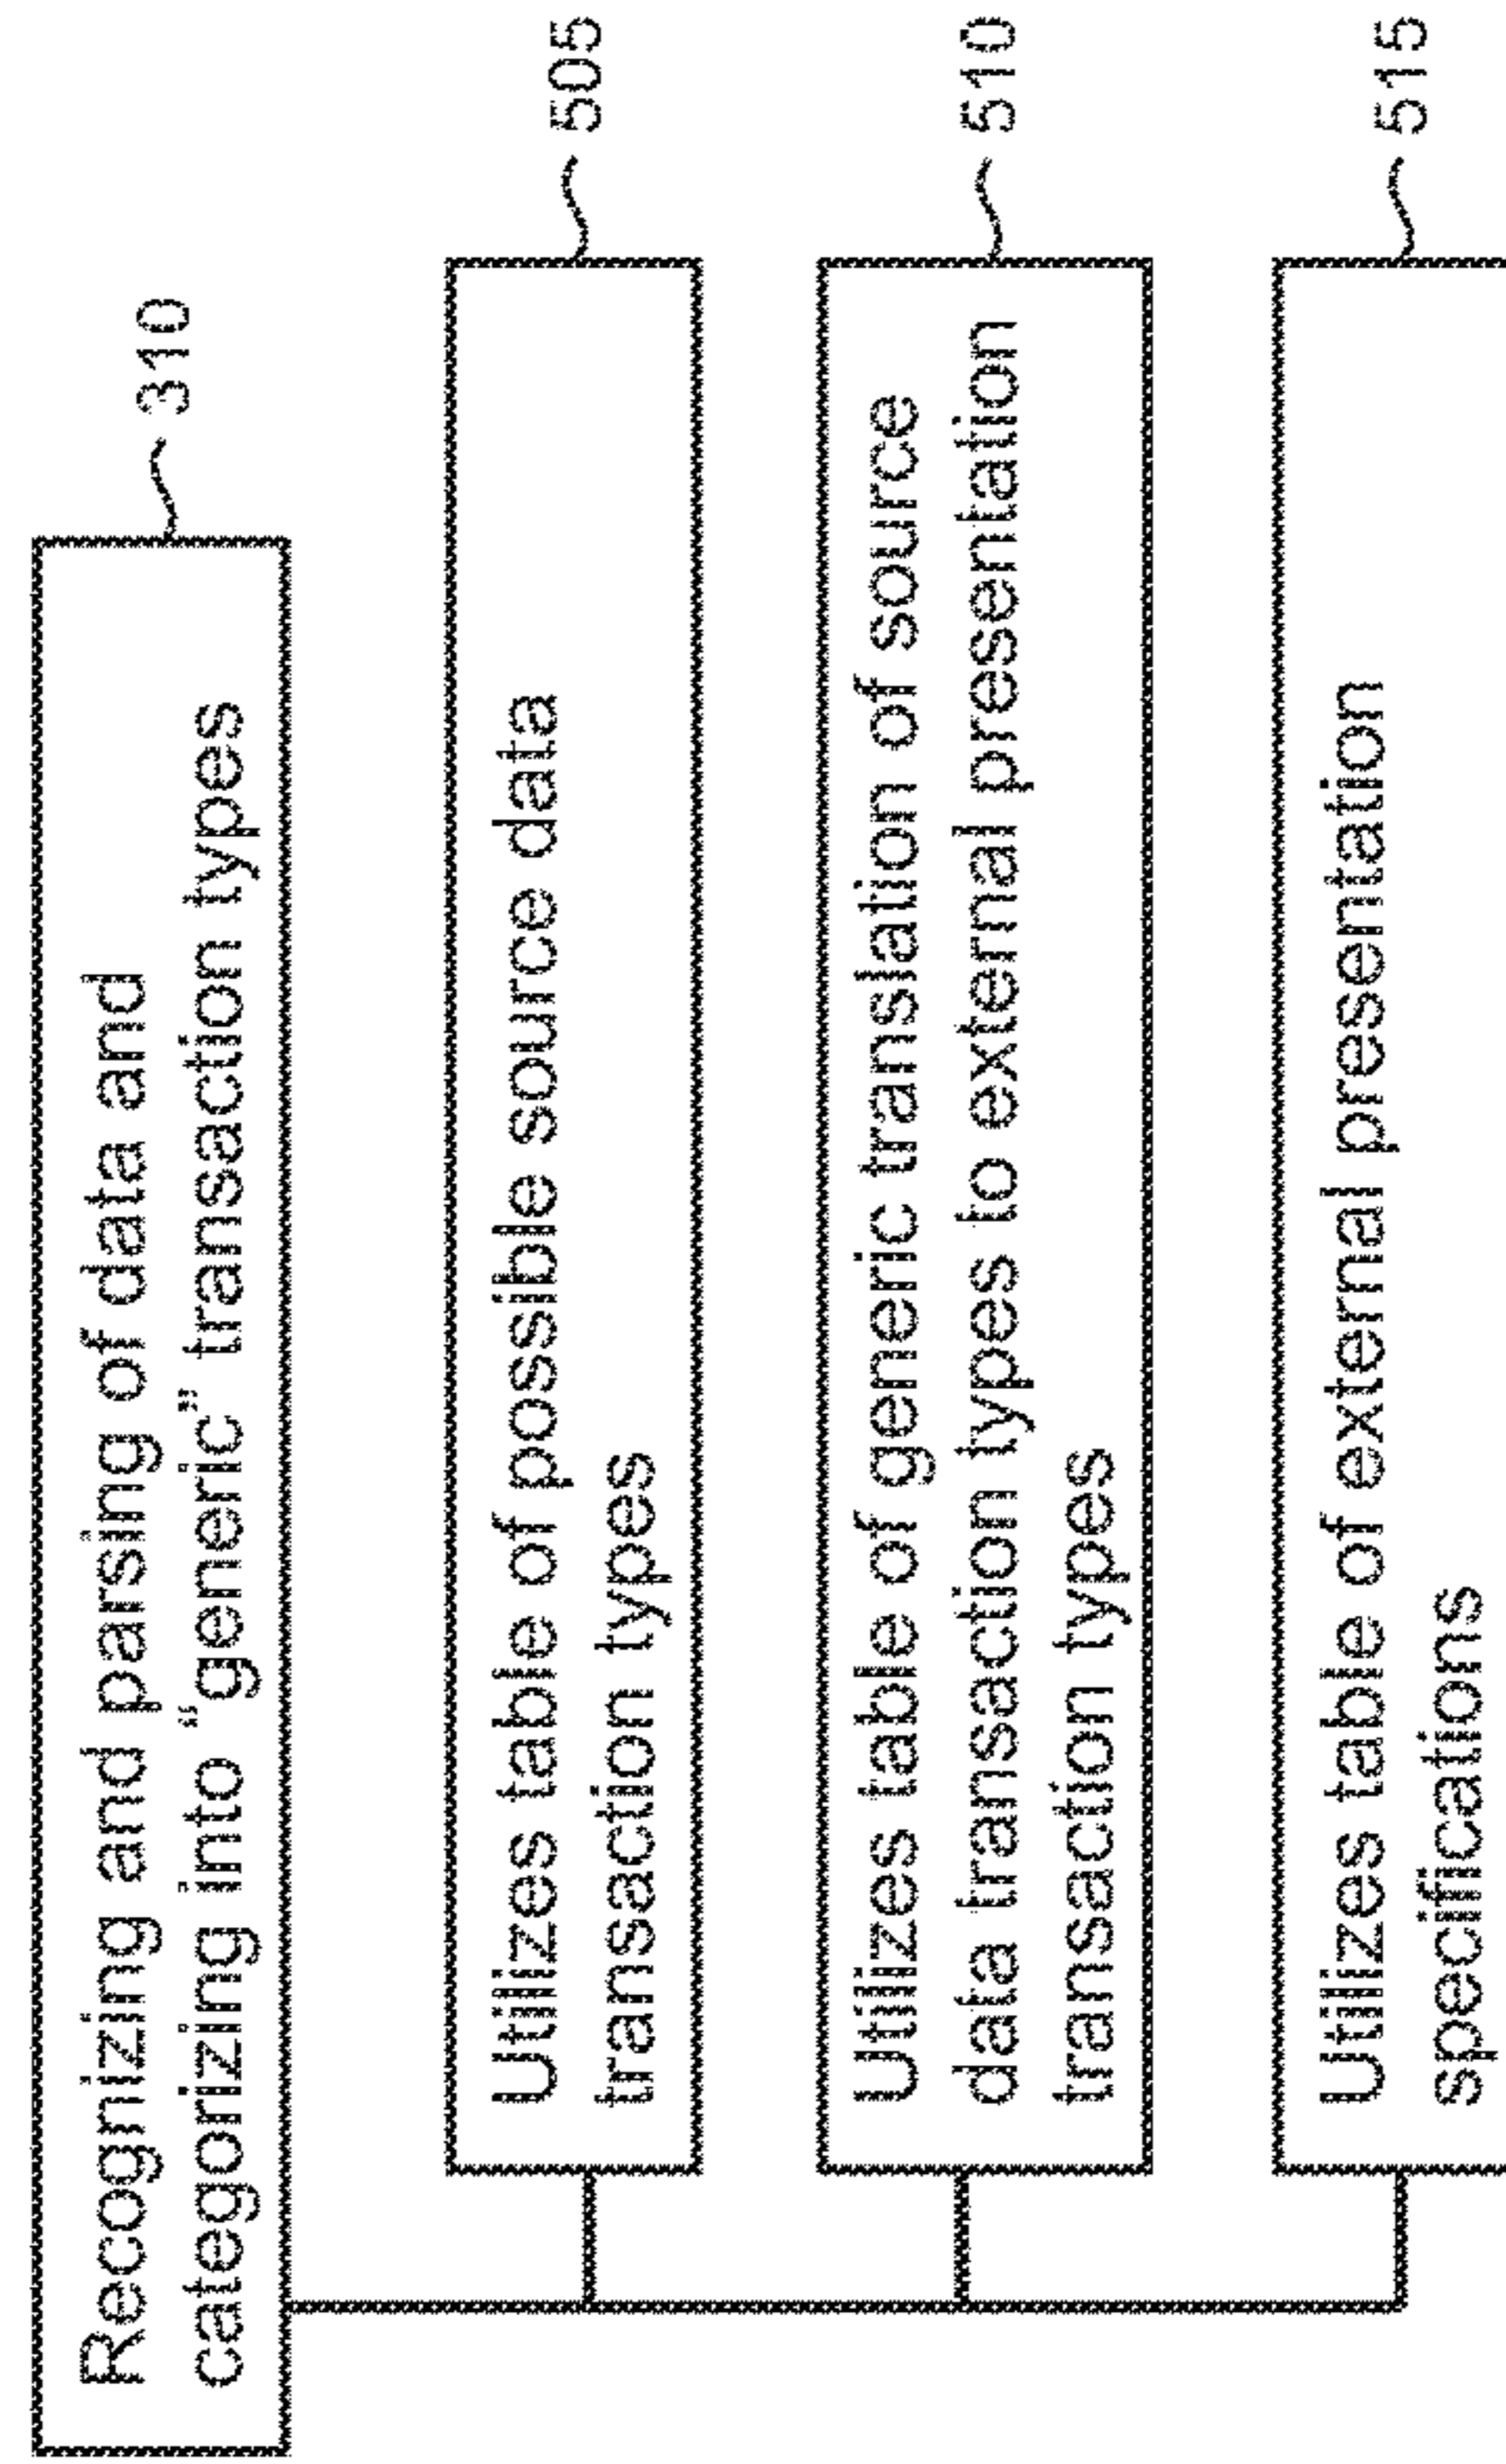 Recognizing and parsing of data and
categorizing into "generic" transaction types
310
Utilizes table of possible source data
transaction types
505
Utilizes table of generic translation of source
data transaction types to external presentation
transaction types
510
Utilizes table of external presentation
specifications
515